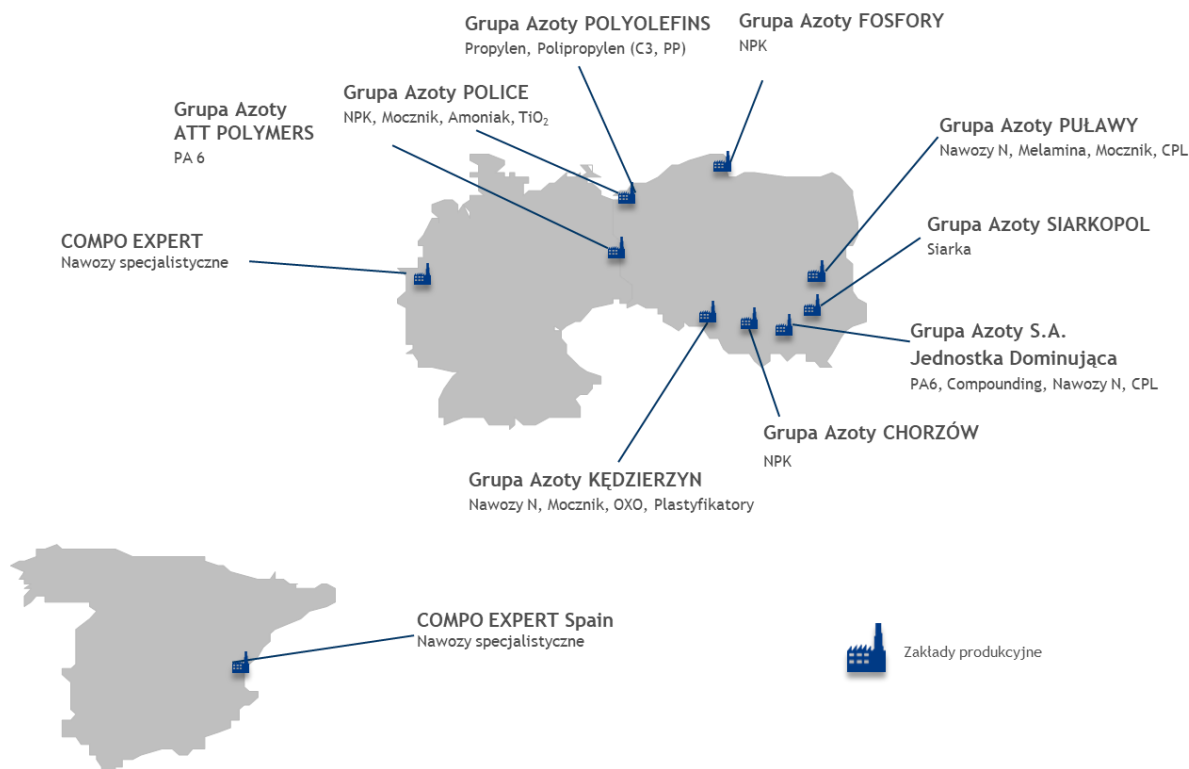 Grupa Azoty POLYOLEFINS
Propylen, Polipropylen (C3, PP)
Grupa Azoty FOSFORY
NPK
Grupa Azoty POLICE
NPK, Mocznik, Amoniak, TiO₂
Grupa Azoty
ATT POLYMERS
PA 6
Grupa Azoty PUŁAWY
Nawozy N, Melamina, Mocznik, CPL
COMPO EXPERT
Nawozy specjalistyczne
Grupa Azoty SIARKOPOL
Siarka
Grupa Azoty S.A.
Jednostka Dominująca
PA6, Compounding, Nawozy N, CPL
Grupa Azoty CHORZÓW
NPK
Grupa Azoty KĘDZIERZYN
Nawozy N, Mocznik, OXO, Plastyfikatory
COMPO EXPERT Spain
Nawozy specjalistyczne
Zakłady produkcyjne